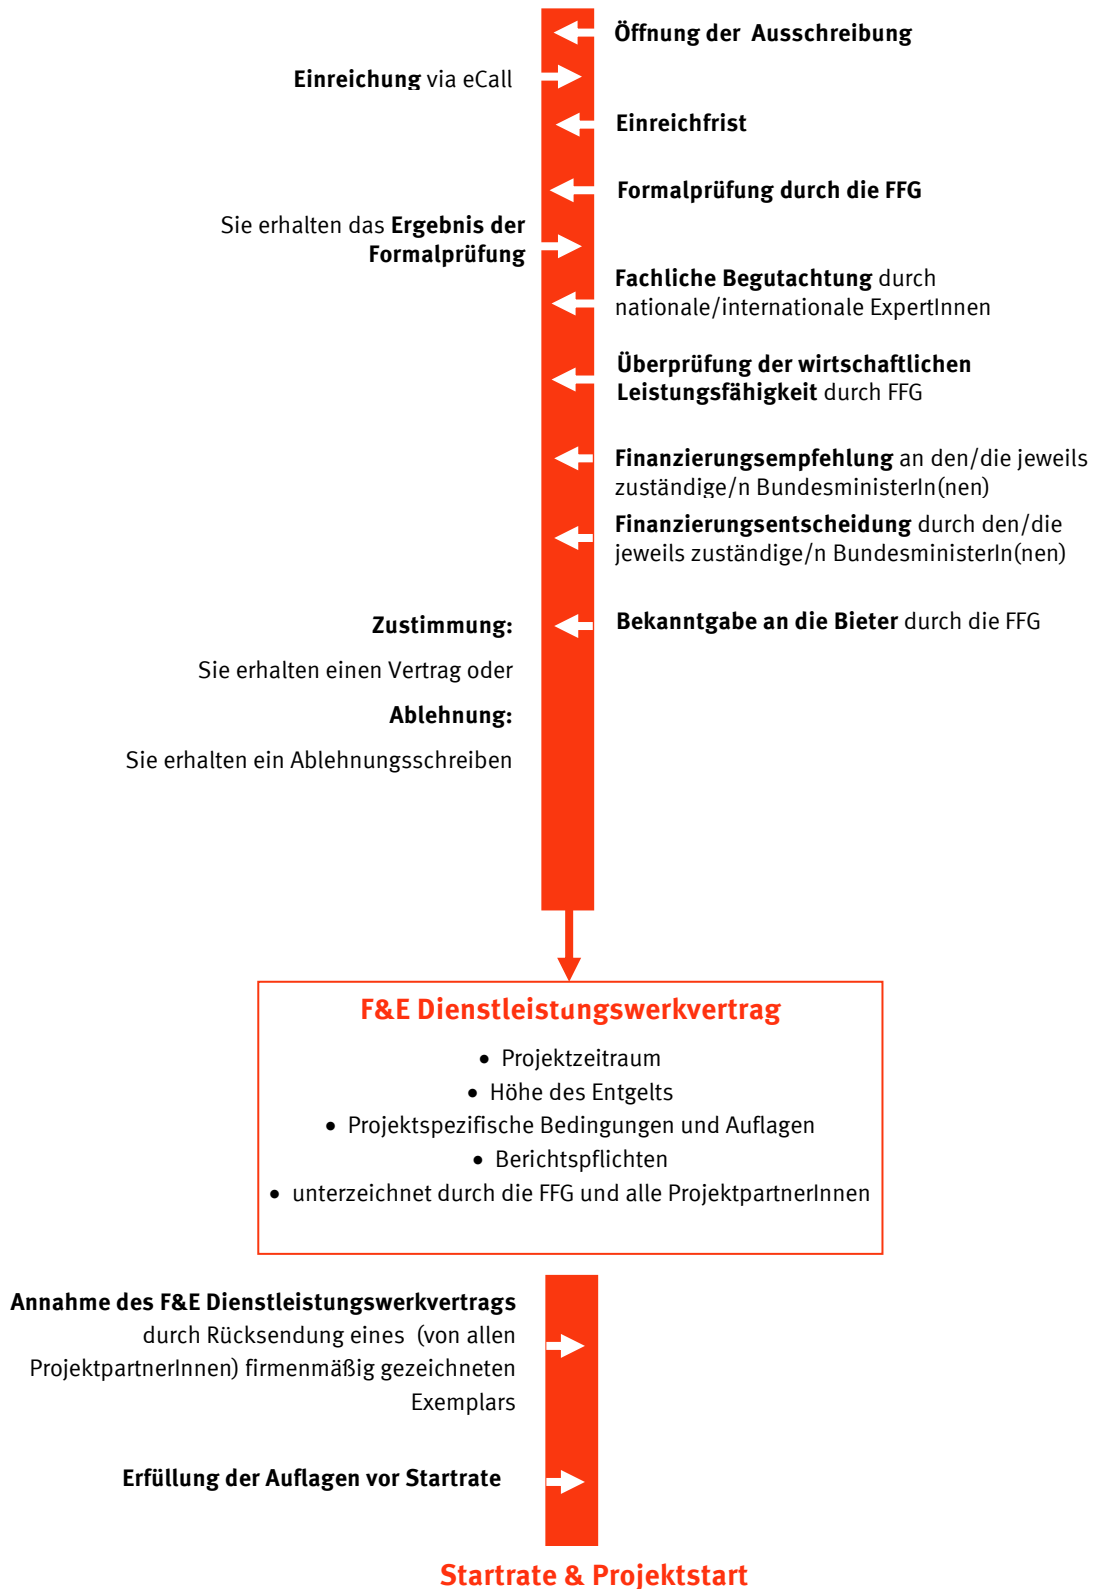 Öffnung der Ausschreibung
Einreichung via eCall
Einreichfrist
Formalprüfung durch die FFG
Sie erhalten das Ergebnis der
Formalprüfung
Fachliche Begutachtung durch
nationale/internationale ExpertInnen
Überprüfung der wirtschaftlichen
Leistungsfähigkeit durch FFG
Finanzierungsempfehlung an den/die jeweils
zuständige/n BundesministerIn(nen)
Finanzierungsentscheidung durch den/die
jeweils zuständige/n BundesministerIn(nen)
Bekanntgabe an die Bieter durch die FFG
Zustimmung:
Sie erhalten einen Vertrag oder
Ablehnung:
Sie erhalten ein Ablehnungsschreiben
F&E Dienstleistungswerkvertrag
• Projektzeitraum
• Höhe des Entgelts
• Projektspezifische Bedingungen und Auflagen
• Berichtspflichten
• unterzeichnet durch die FFG und alle ProjektpartnerInnen
Annahme des F&E Dienstleistungswerkvertrags
durch Rücksendung eines (von allen
ProjektpartnerInnen) firmenmäßig gezeichneten
Exemplars
Erfüllung der Auflagen vor Startrate
Startrate & Projektstart